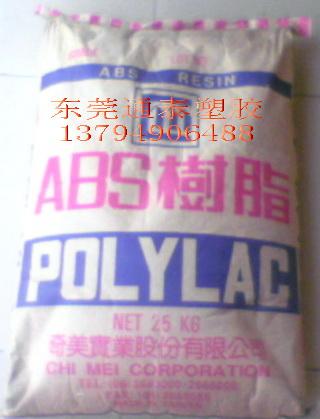 ABS RESIN
东莞通泰塑胶
13794906488
ABS樹脂
POLYLAC
NET 25 KG
奇美實業股份有限公司
CHI MEI CORPORATION